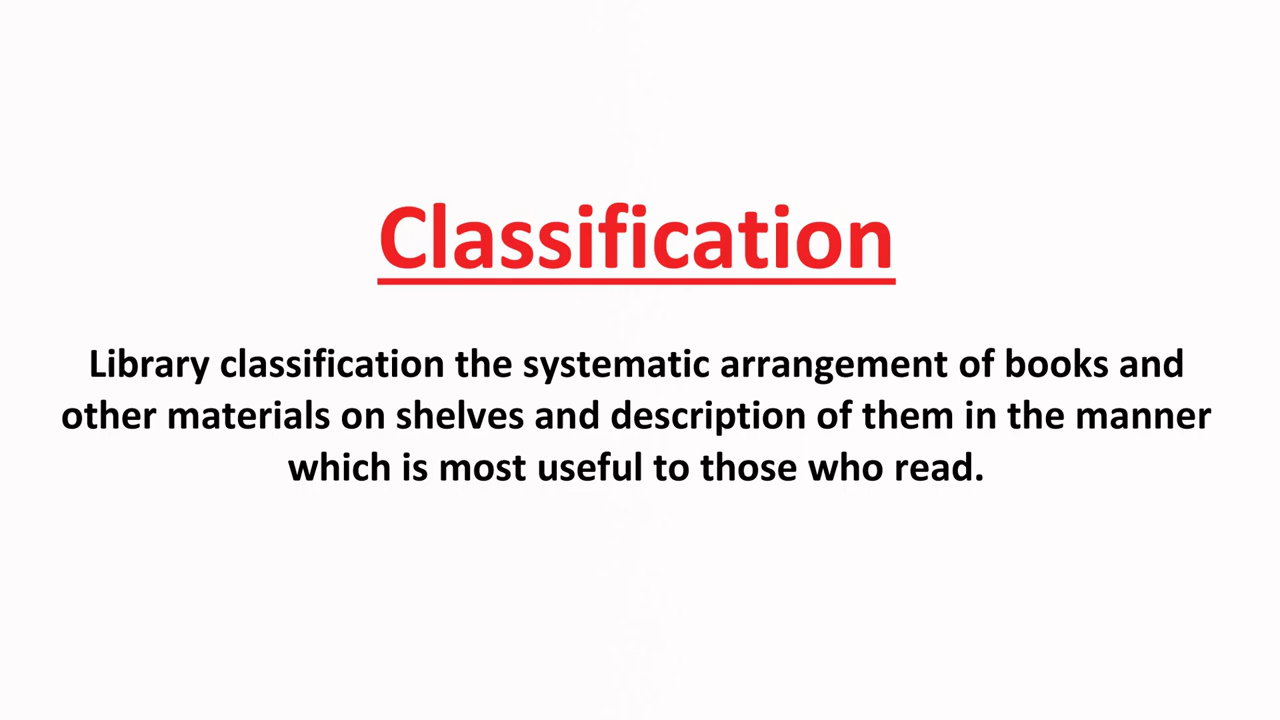 Classification
Library classification the systematic arrangement of books and
other materials on shelves and description of them in the manner
which is most useful to those who read.